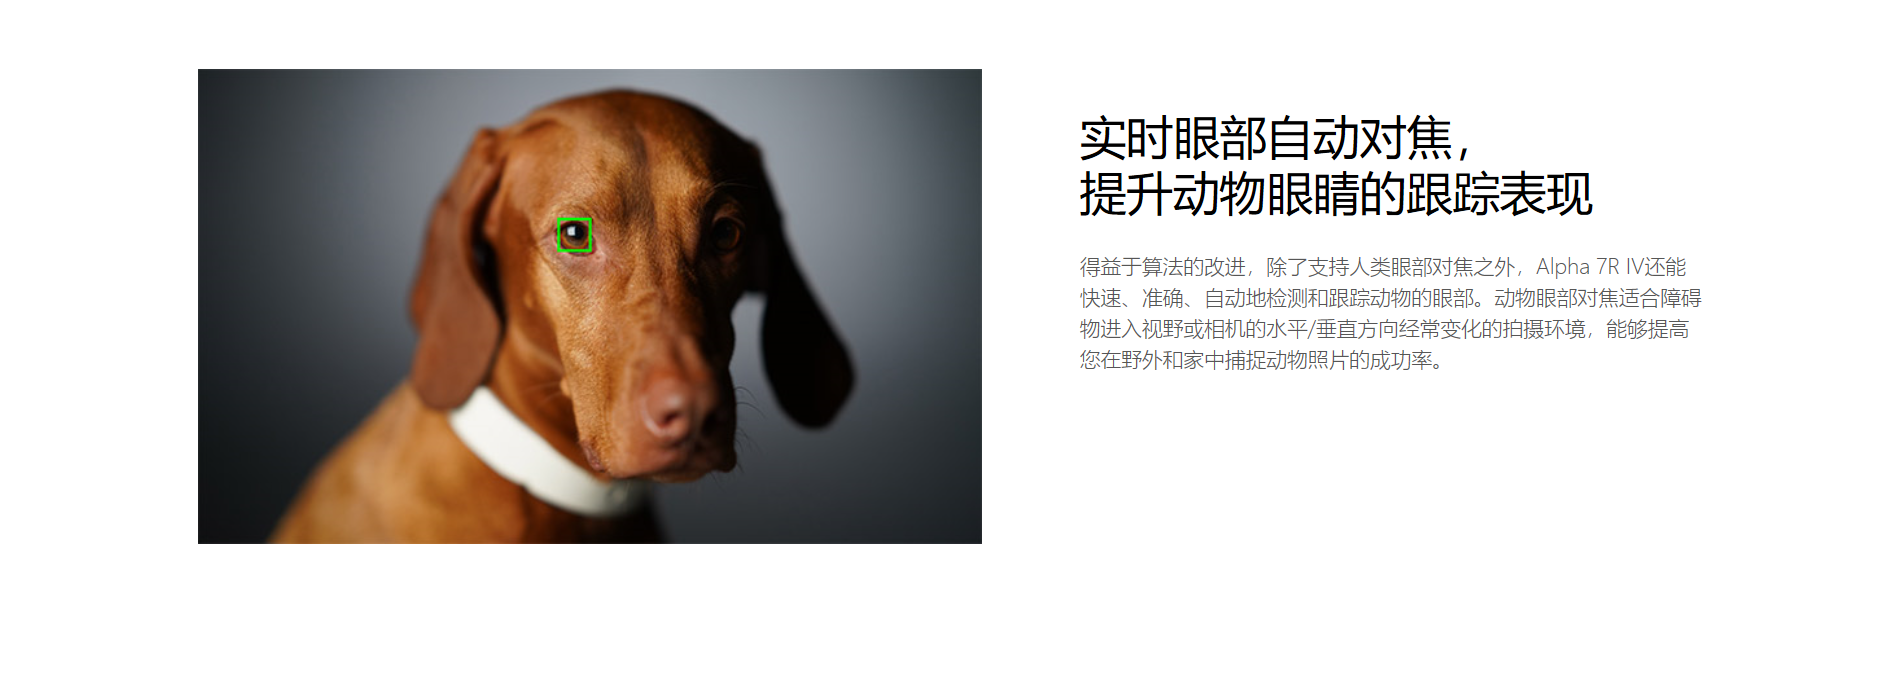 实时眼部自动对焦，
提升动物眼睛的跟踪表现
得益于算法的改进，除了支持人类眼部对焦之外，Alpha 7R IV还能
快速、准确、自动地检测和跟踪动物的眼部。动物眼部对焦适合障碍
物进入视野或相机的水平/垂直方向经常变化的拍摄环境，能够提高
您在野外和家中捕捉动物照片的成功率。